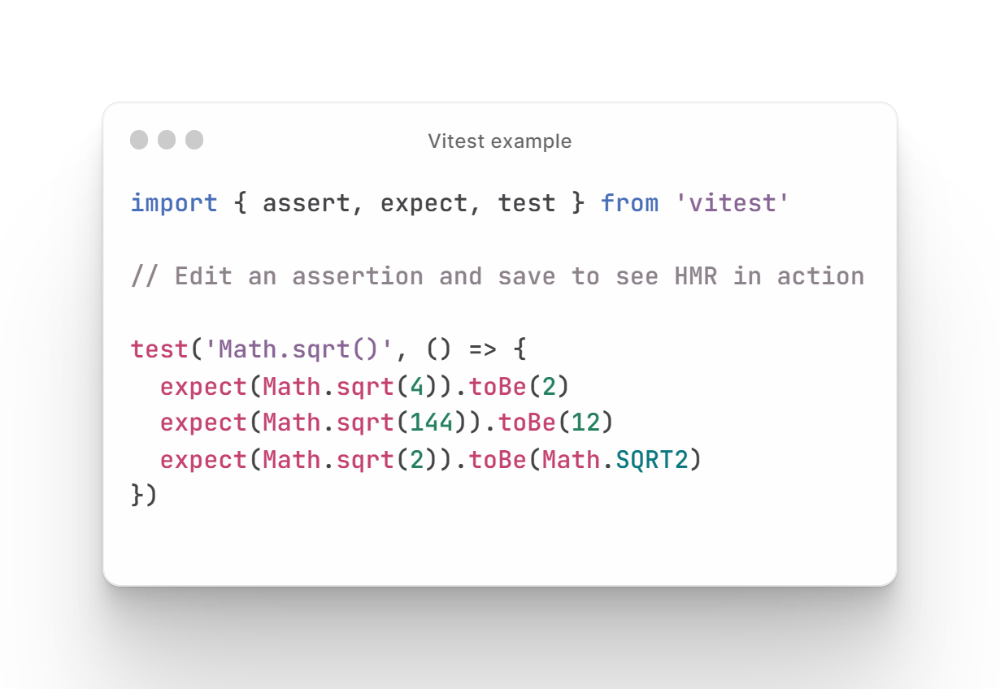 Vitest example
import { assert, expect, test } from 'vitest'
// Edit an assertion and save to see HMR in action
test('Math.sqrt()', () => {
  expect(Math.sqrt(4)).toBe(2)
  expect(Math.sqrt(144)).toBe(12)
  expect(Math.sqrt(2)).toBe(Math.SQRT2)
})